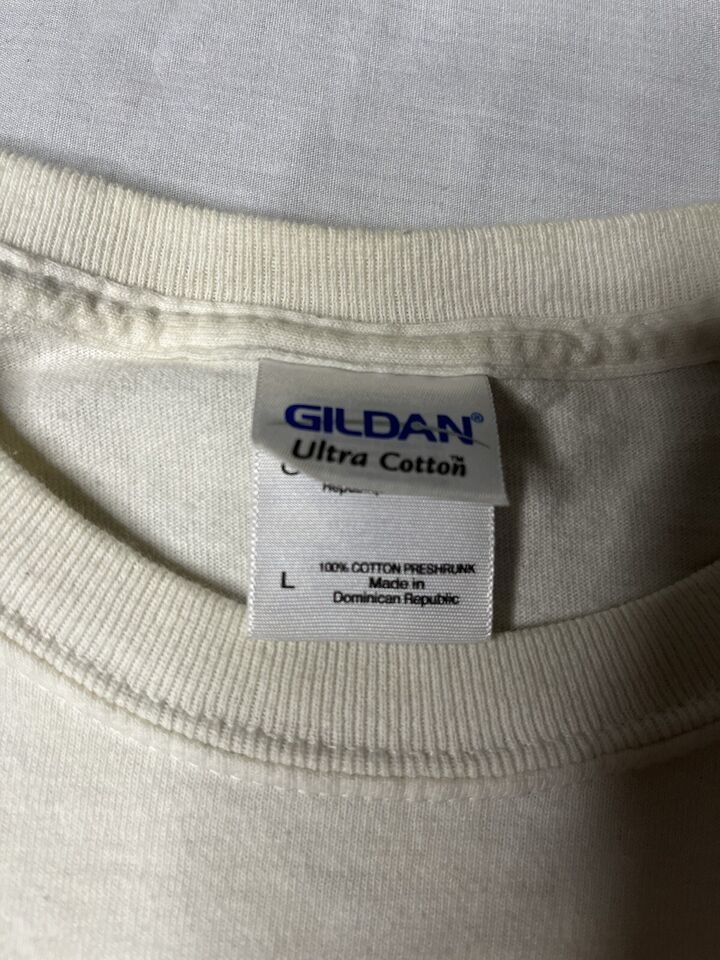 GILDAN®
Ultra Cotton™
L
100% COTTON PRESHRUNK
Made in
Dominican Republic